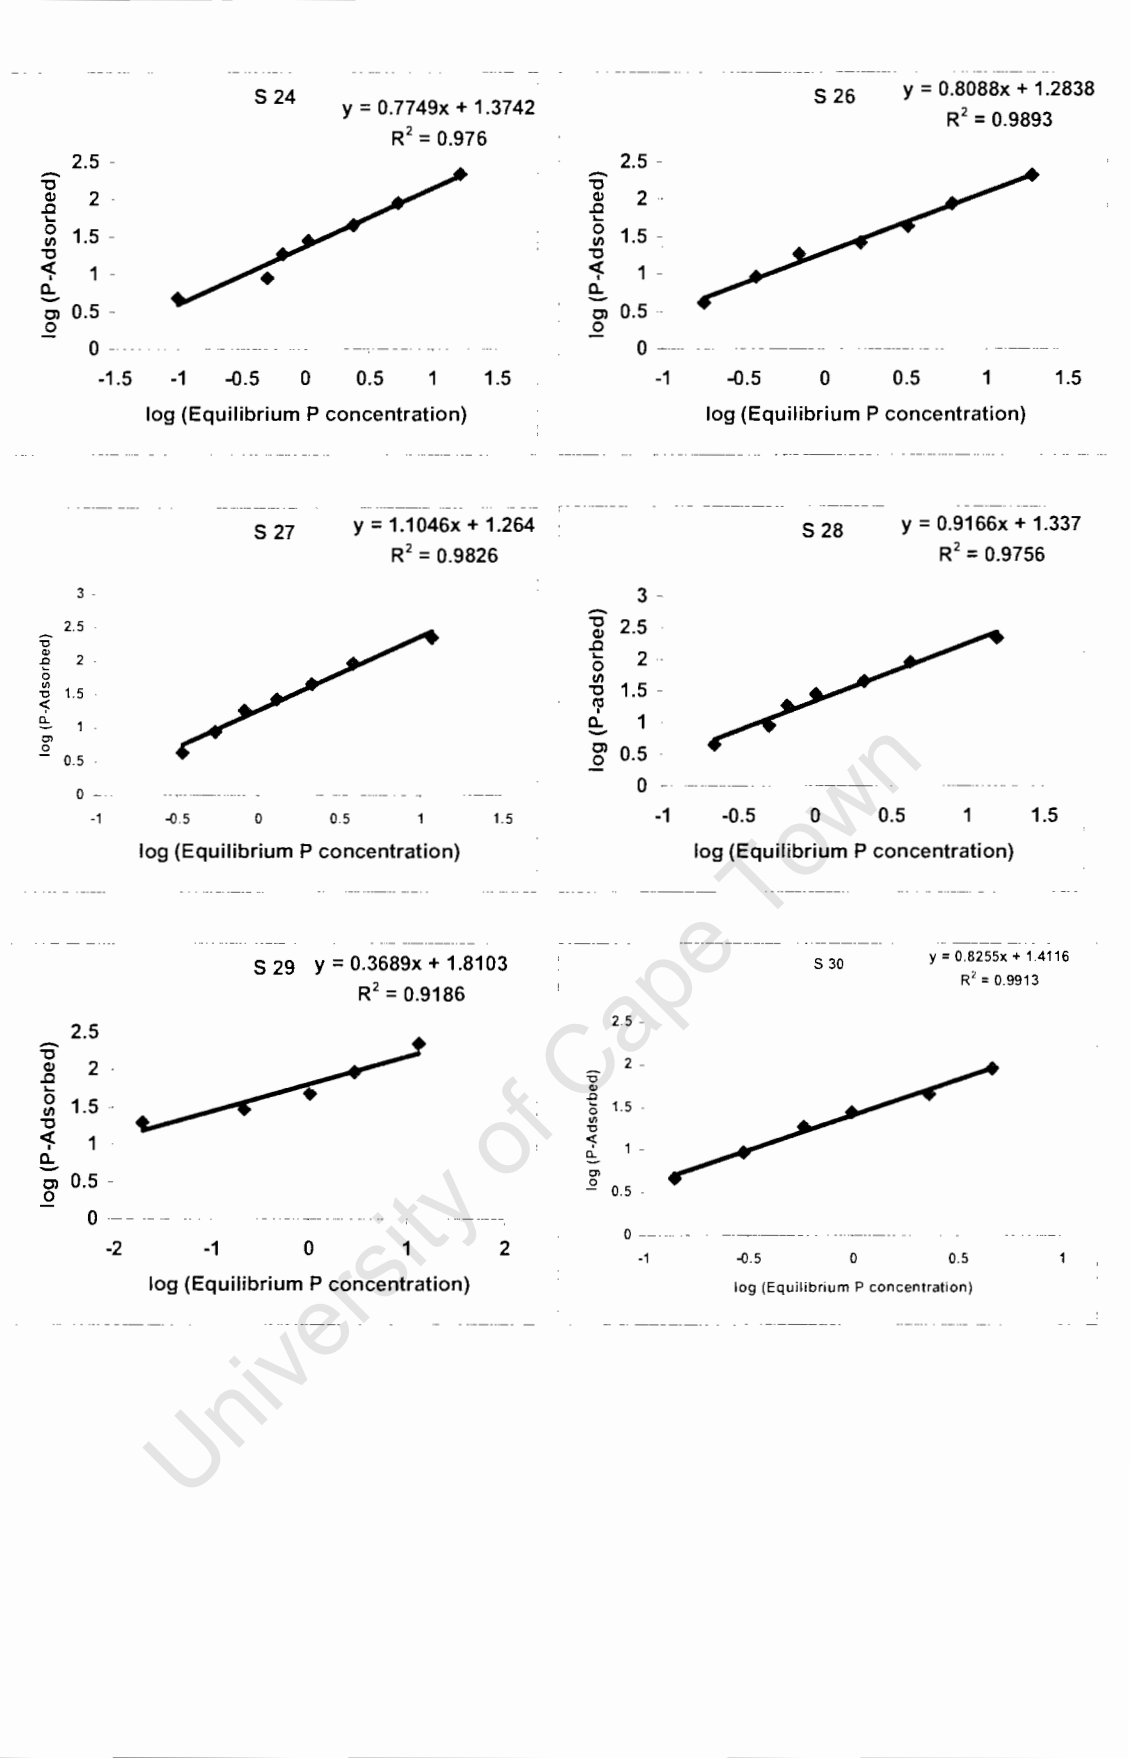 S 24
y = 0.7749x + 1.3742
R² = 0.976
2.5
2
1.5
1
0.5
0
log (P-Adsorbed)
-1.5 -1 -0.5 0 0.5 1 1.5
log (Equilibrium P concentration)
S 26
y = 0.8088x + 1.2838
R² = 0.9893
2.5
2
1.5
1
0.5
0
log (P-Adsorbed)
-1 -0.5 0 0.5 1 1.5
log (Equilibrium P concentration)
S 27
y = 1.1046x + 1.264
R² = 0.9826
3
2.5
2
1.5
1
0.5
0
log (P-Adsorbed)
-1 -0.5 0 0.5 1 1.5
log (Equilibrium P concentration)
S 28
y = 0.9166x + 1.337
R² = 0.9756
3
2.5
2
1.5
1
0.5
0
log (P-adsorbed)
-1 -0.5 0 0.5 1 1.5
log (Equilibrium P concentration)
S 29
y = 0.3689x + 1.8103
R² = 0.9186
2.5
2
1.5
1
0.5
0
log (P-Adsorbed)
-2 -1 0 1 2
log (Equilibrium P concentration)
S 30
y = 0.8255x + 1.4116
R² = 0.9913
2.5
2
1.5
1
0.5
0
log (P-Adsorbed)
-1 -0.5 0 0.5 1
log (Equilibrium P concentration)
University of Cape Town